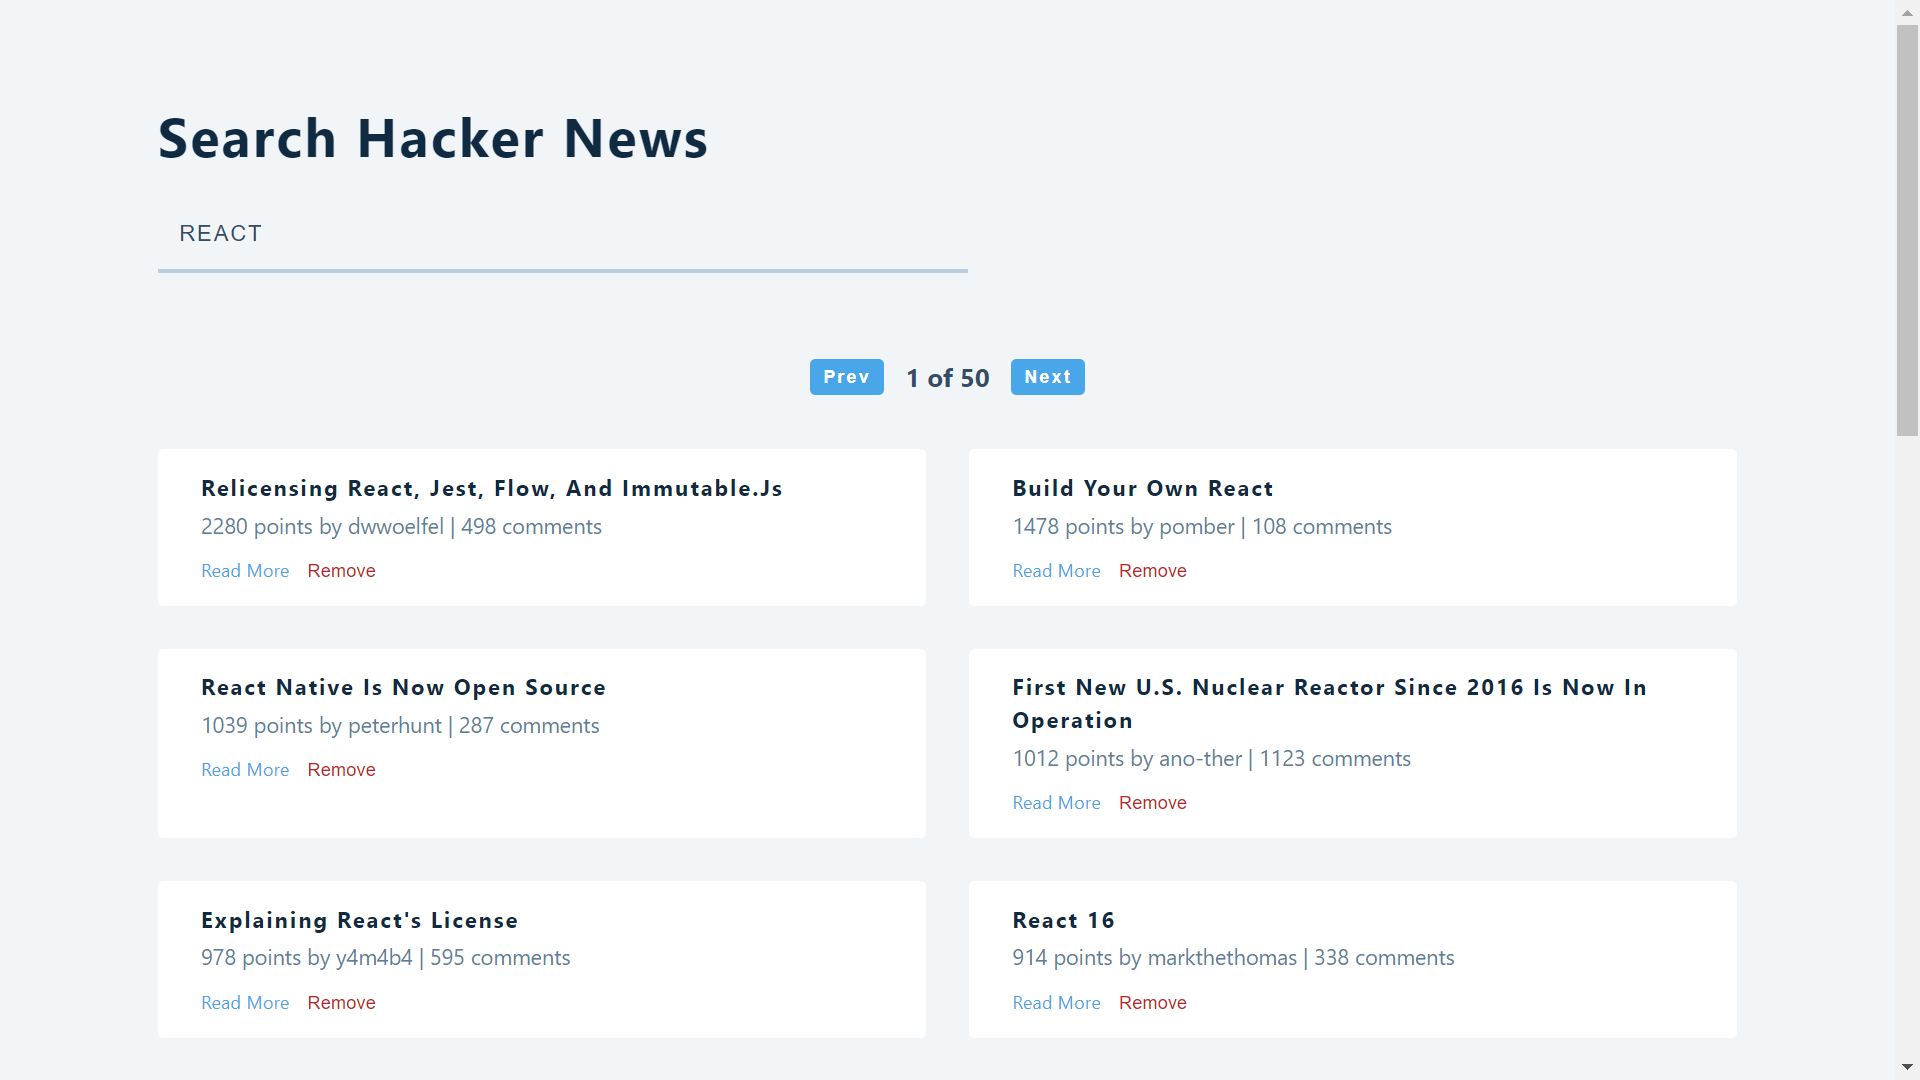 Search Hacker News
REACT
Prev 1 of 50 Next
Relicensing React, Jest, Flow, And Immutable.Js
2280 points by dwwoelfel | 498 comments
Read More Remove
Build Your Own React
1478 points by pomber | 108 comments
Read More Remove
React Native Is Now Open Source
1039 points by peterhunt | 287 comments
Read More Remove
First New U.S. Nuclear Reactor Since 2016 Is Now In
Operation
1012 points by ano-ther | 1123 comments
Read More Remove
Explaining React's License
978 points by y4m4b4 | 595 comments
Read More Remove
React 16
914 points by markthethomas | 338 comments
Read More Remove